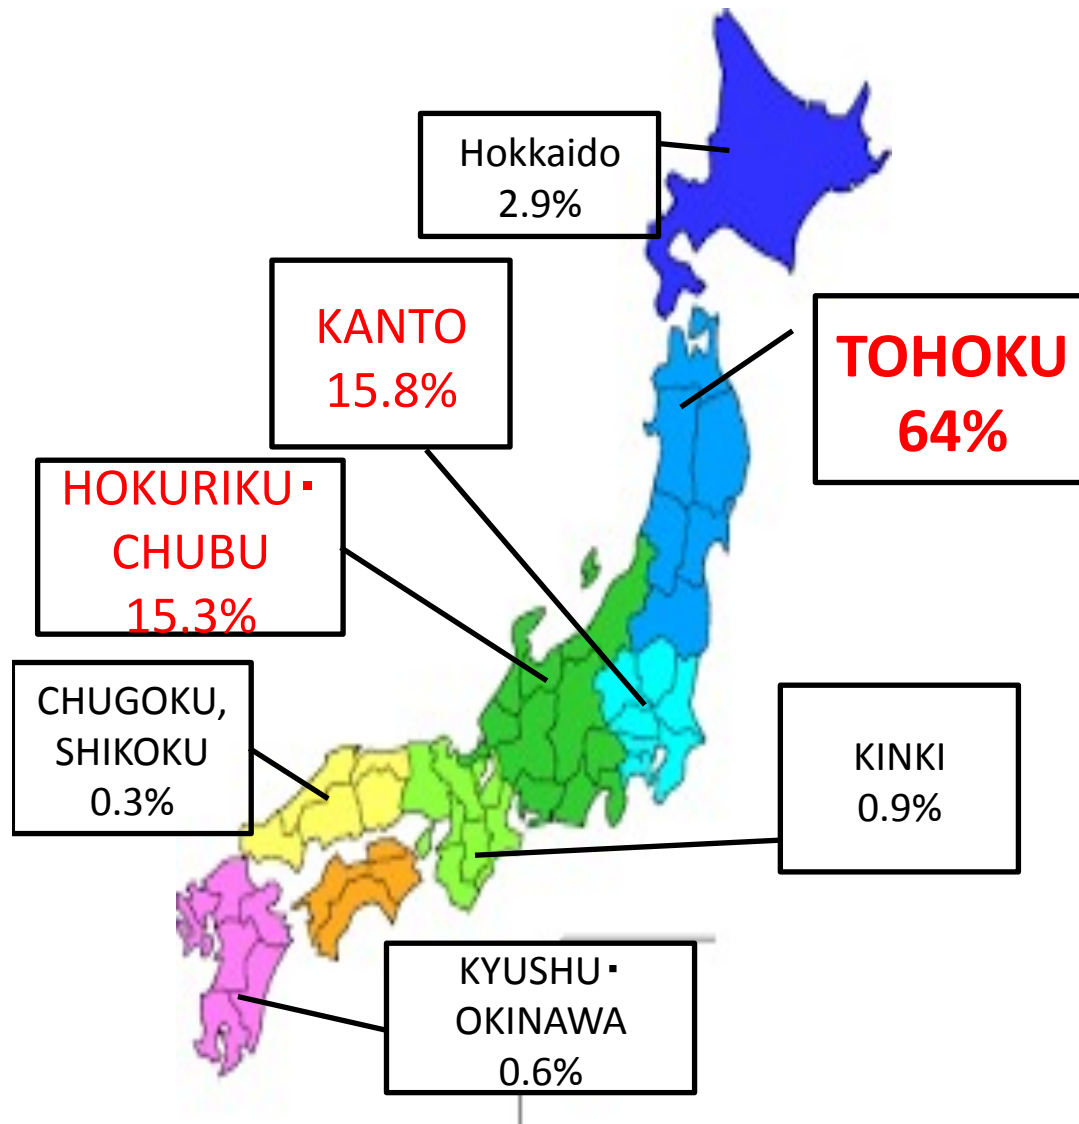 Hokkaido
2.9%
KANTO
15.8%
TOHOKU
64%
HOKURIKU・
CHUBU
15.3%
CHUGOKU,
SHIKOKU
0.3%
KINKI
0.9%
KYUSHU・
OKINAWA
0.6%